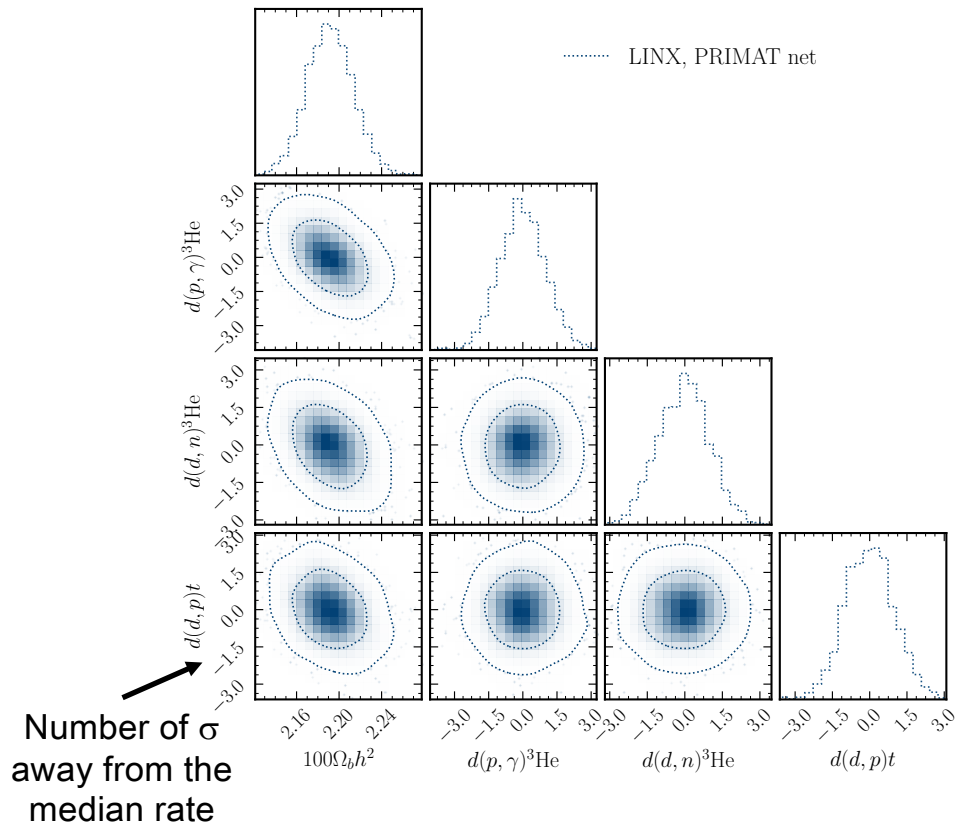 LINX, PRIMAT net
3.0
1.5
0.0
−1.5
−3.0
d(p, γ)³He
3.0
1.5
0.0
−1.5
−3.0
d(d, n)³He
3.0
1.5
0.0
−1.5
−3.0
d(d, p)t
Number of σ
away from the
median rate
2.16 2.20 2.24
−3.0 −1.5 0.0 1.5 3.0
−3.0 −1.5 0.0 1.5 3.0
−3.0 −1.5 0.0 1.5 3.0
100Ω_bh² d(p, γ)³He d(d, n)³He d(d, p)t